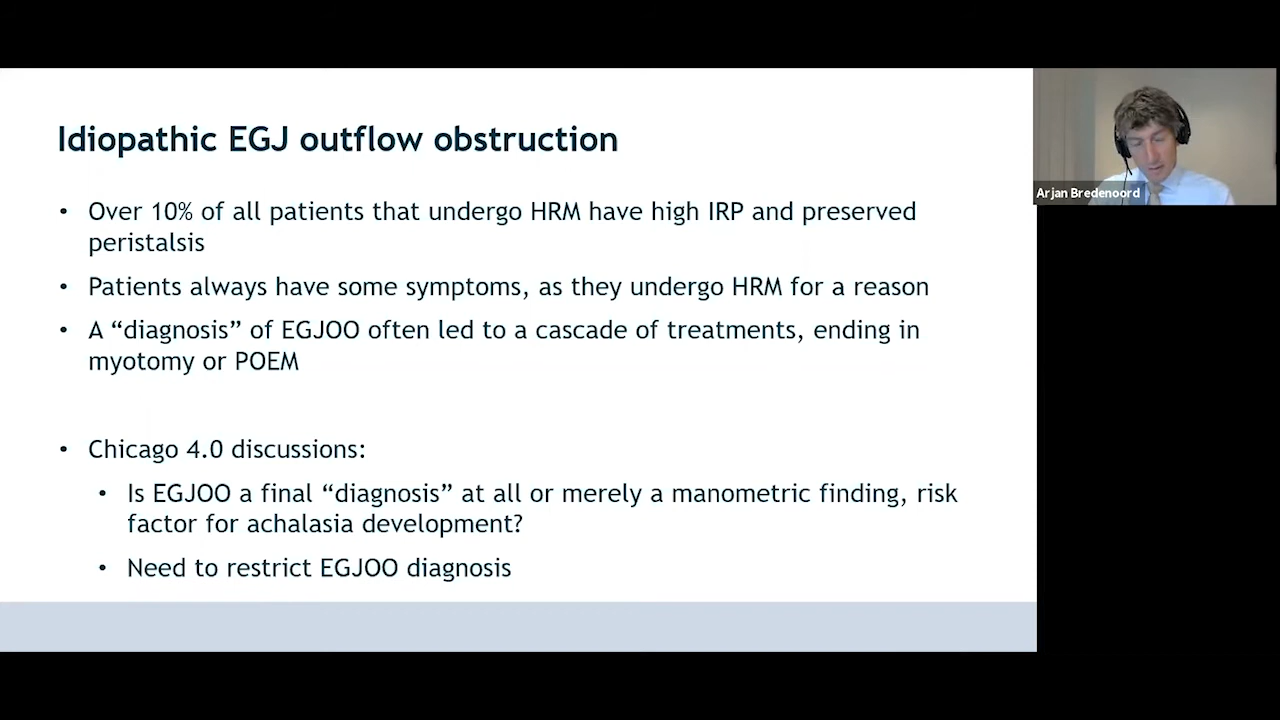 Idiopathic EGJ outflow obstruction
• Over 10% of all patients that undergo HRM have high IRP and preserved
peristalsis
• Patients always have some symptoms, as they undergo HRM for a reason
• A “diagnosis” of EGJOO often led to a cascade of treatments, ending in
myotomy or POEM
• Chicago 4.0 discussions:
• Is EGJOO a final “diagnosis” at all or merely a manometric finding, risk
factor for achalasia development?
• Need to restrict EGJOO diagnosis
Arjan Bredenoord